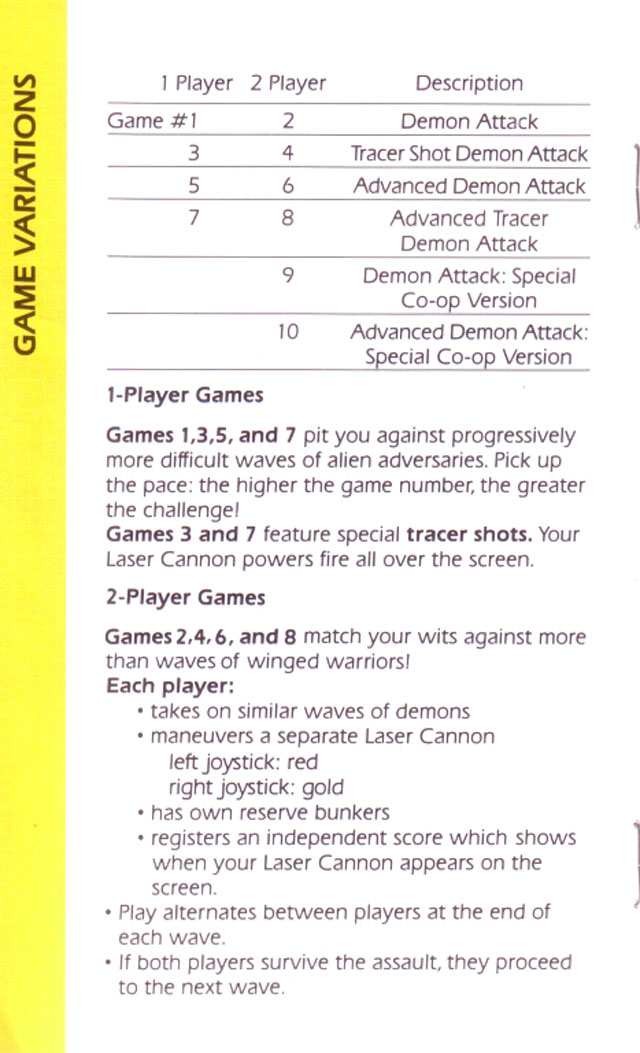 GAME VARIATIONS
1 Player 2 Player Description
Game #1 2 Demon Attack
3 4 Tracer Shot Demon Attack
5 6 Advanced Demon Attack
7 8 Advanced Tracer
Demon Attack
9 Demon Attack: Special
Co-op Version
10 Advanced Demon Attack:
Special Co-op Version
1-Player Games
Games 1,3,5, and 7 pit you against progressively
more difficult waves of alien adversaries. Pick up
the pace: the higher the game number, the greater
the challenge!
Games 3 and 7 feature special tracer shots. Your
Laser Cannon powers fire all over the screen.
2-Player Games
Games 2,4,6, and 8 match your wits against more
than waves of winged warriors!
Each player:
• takes on similar waves of demons
• maneuvers a separate Laser Cannon
left joystick: red
right joystick: gold
• has own reserve bunkers
• registers an independent score which shows
when your Laser Cannon appears on the
screen.
• Play alternates between players at the end of
each wave.
• If both players survive the assault, they proceed
to the next wave.